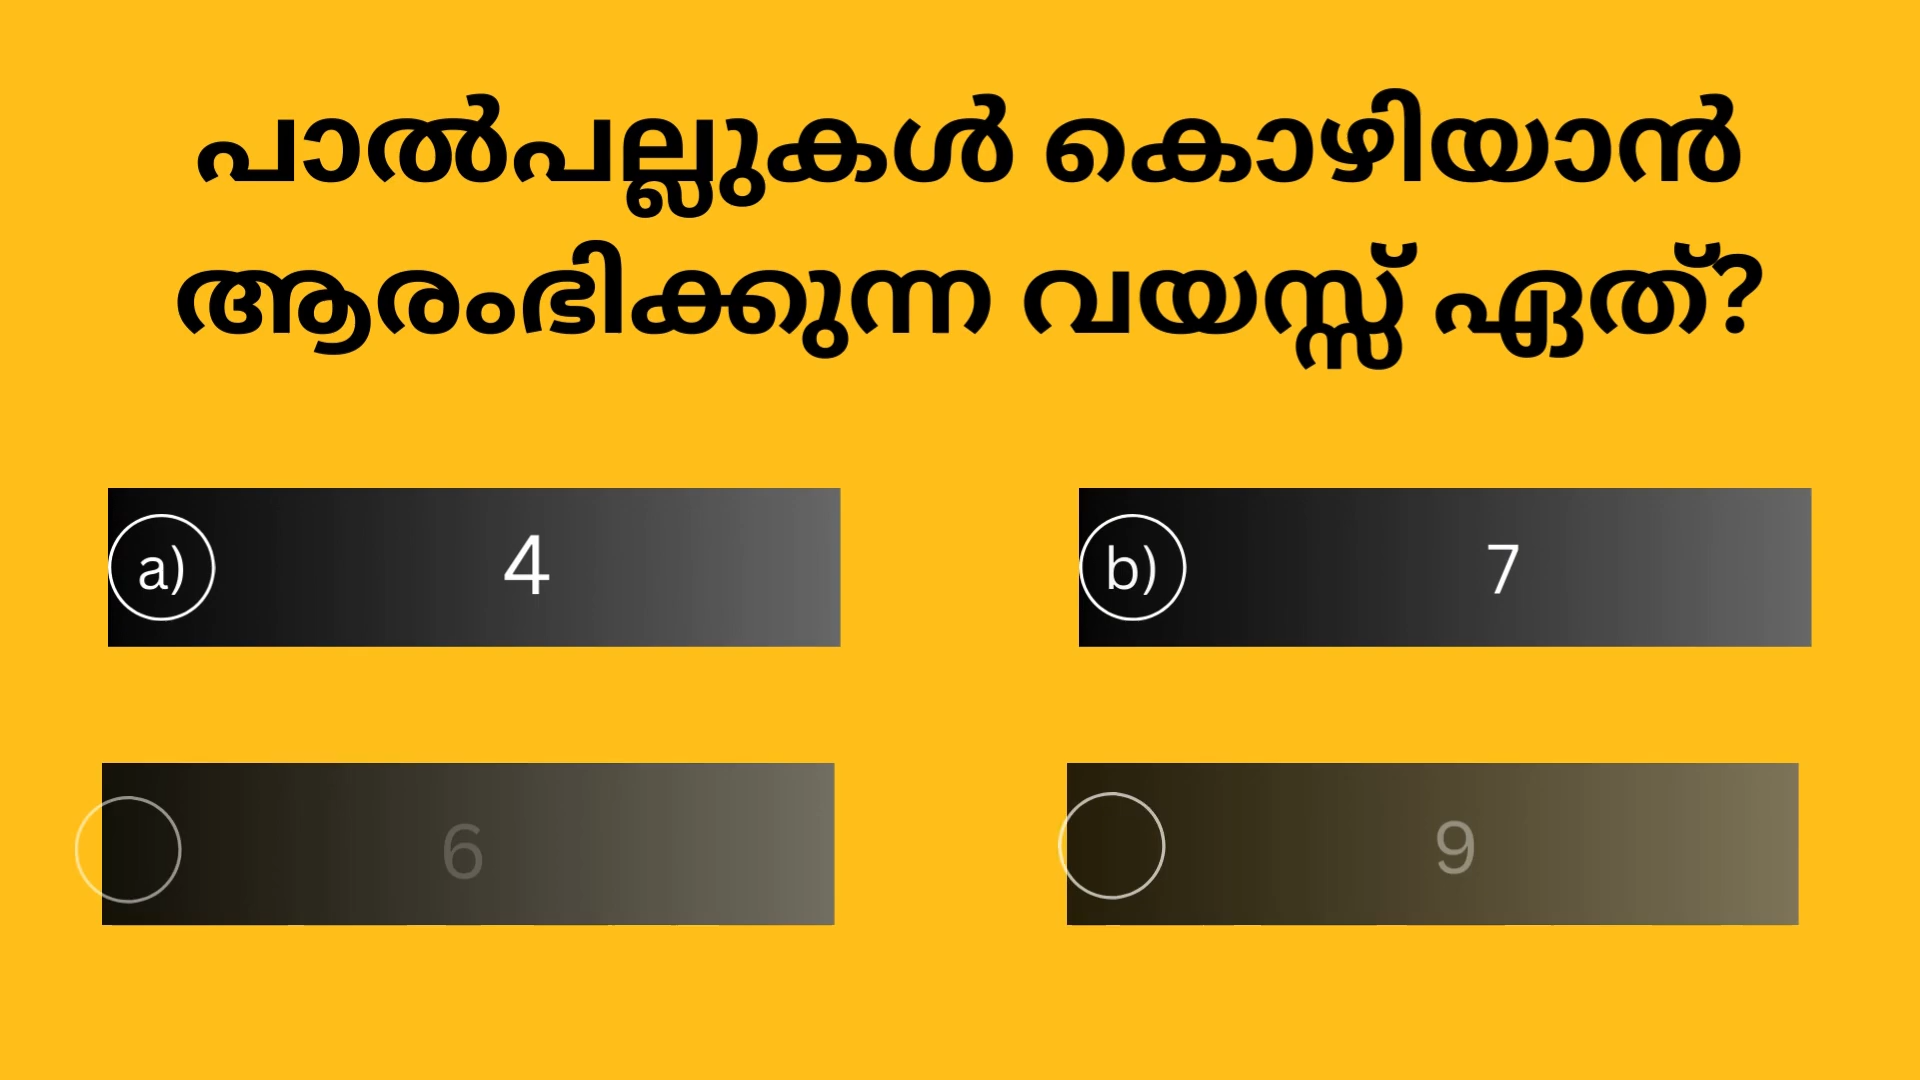 പാൽപല്ലുകൾ കൊഴിയാൻ
ആരംഭിക്കുന്ന വയസ്സ് ഏത്?
a) 4
b) 7
6
9